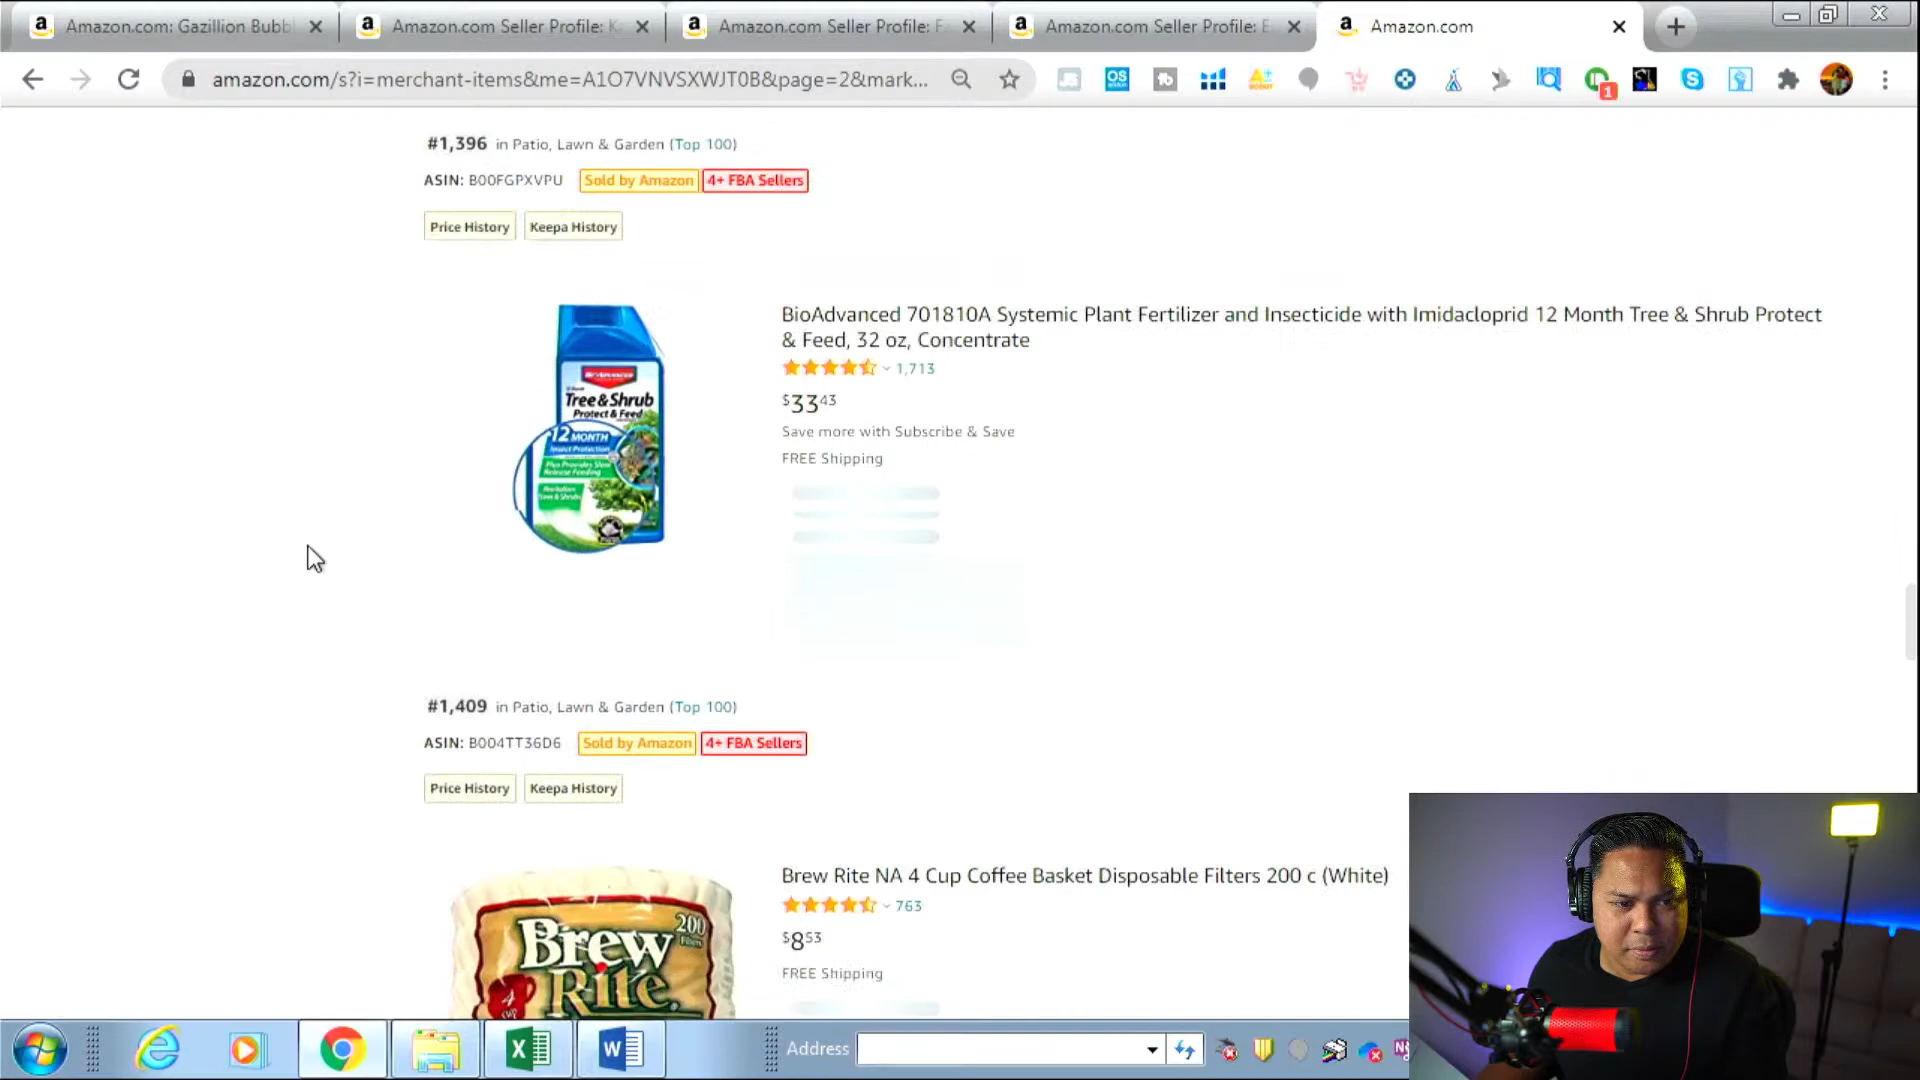 Amazon.com: Gazillion Bubbl
Amazon.com Seller Profile: K
Amazon.com Seller Profile: F
Amazon.com Seller Profile: E
Amazon.com
amazon.com/s?i=merchant-items&me=A1O7VNVSXWJT0B&page=2&mark...
#1,396 in Patio, Lawn & Garden (Top 100)
ASIN: B00FGPXVPU Sold by Amazon 4+ FBA Sellers
Price History Keepa History
BioAdvanced 701810A Systemic Plant Fertilizer and Insecticide with Imidacloprid 12 Month Tree & Shrub Protect
& Feed, 32 oz, Concentrate
1,713
$33 43
Save more with Subscribe & Save
FREE Shipping
BioAdvanced
Tree & Shrub
Protect & Feed
12 MONTH
Insect Protection
#1,409 in Patio, Lawn & Garden (Top 100)
ASIN: B004TT36D6 Sold by Amazon 4+ FBA Sellers
Price History Keepa History
Brew Rite NA 4 Cup Coffee Basket Disposable Filters 200 c (White)
763
$8 53
FREE Shipping
200
Brew
Rite
4
CUP
Address